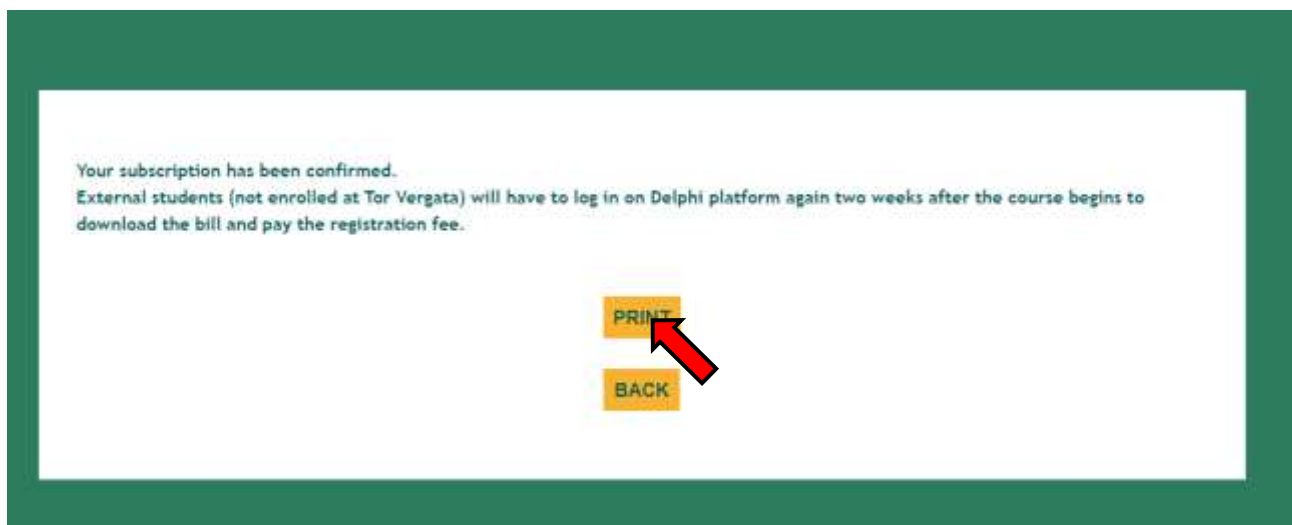 Your subscription has been confirmed.
External students (not enrolled at Tor Vergata) will have to log in on Delphi platform again two weeks after the course begins to
download the bill and pay the registration fee.
PRINT
BACK